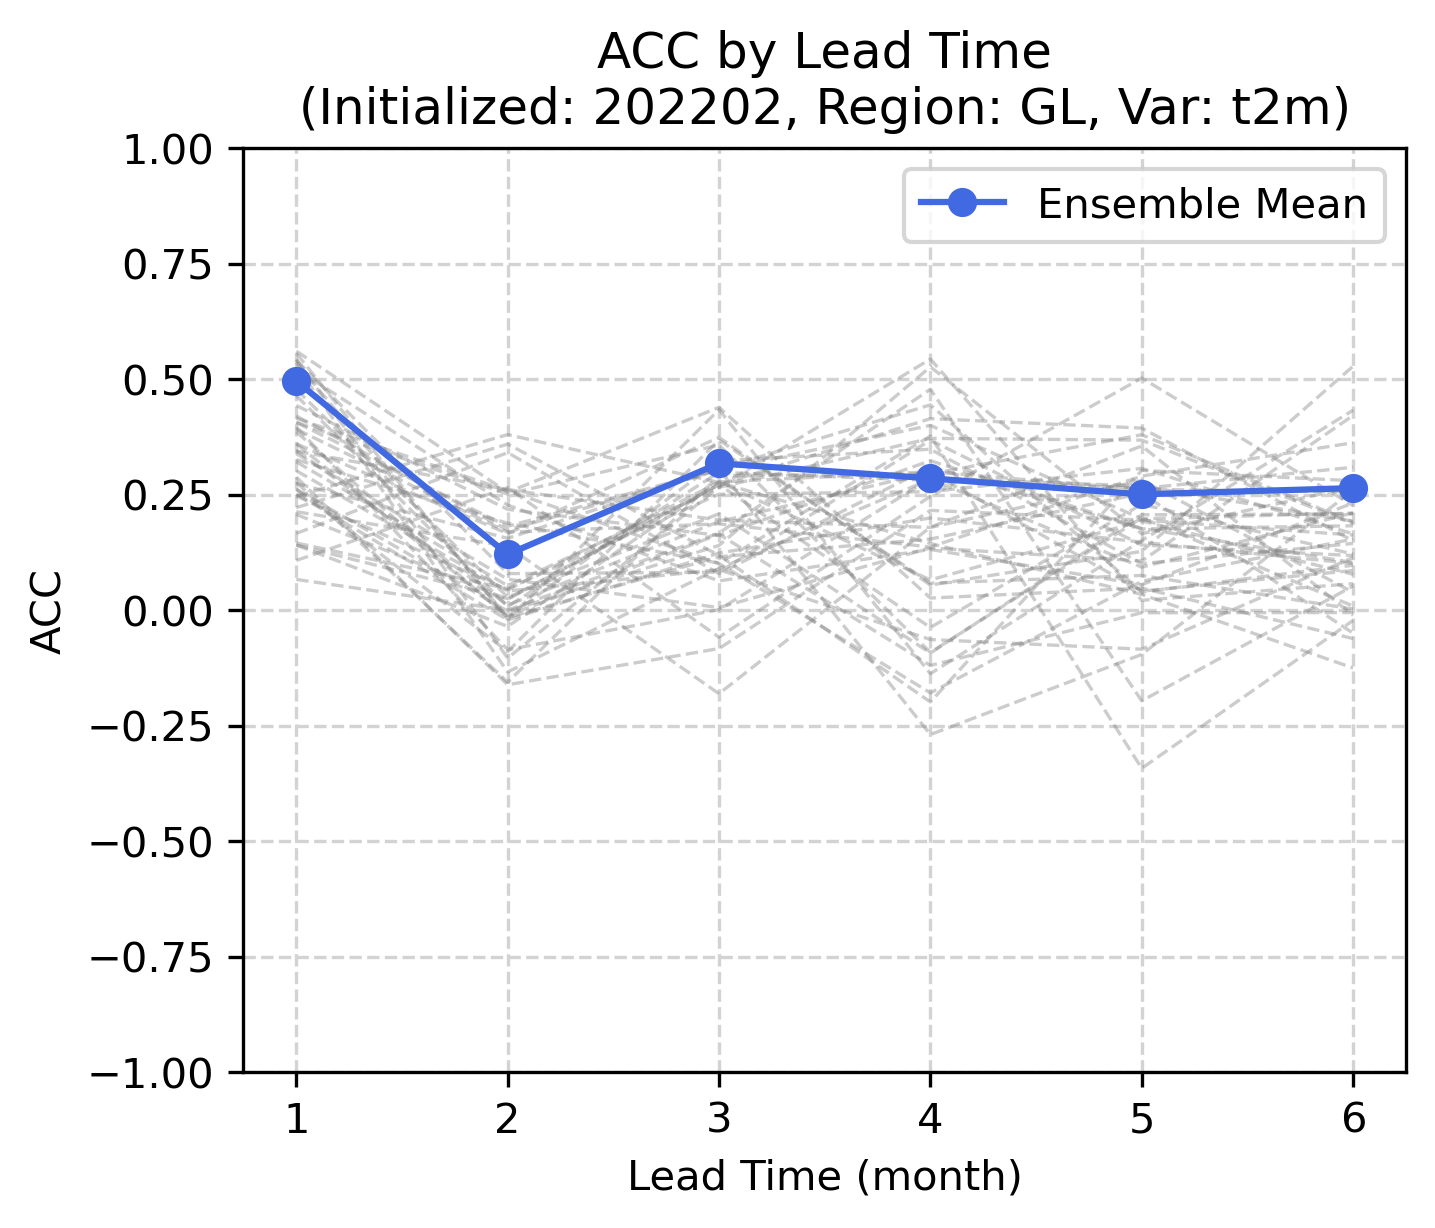 ACC by Lead Time
(Initialized: 202202, Region: GL, Var: t2m)
Ensemble Mean
1.00
0.75
0.50
0.25
0.00
−0.25
−0.50
−0.75
−1.00
ACC
1 2 3 4 5 6
Lead Time (month)